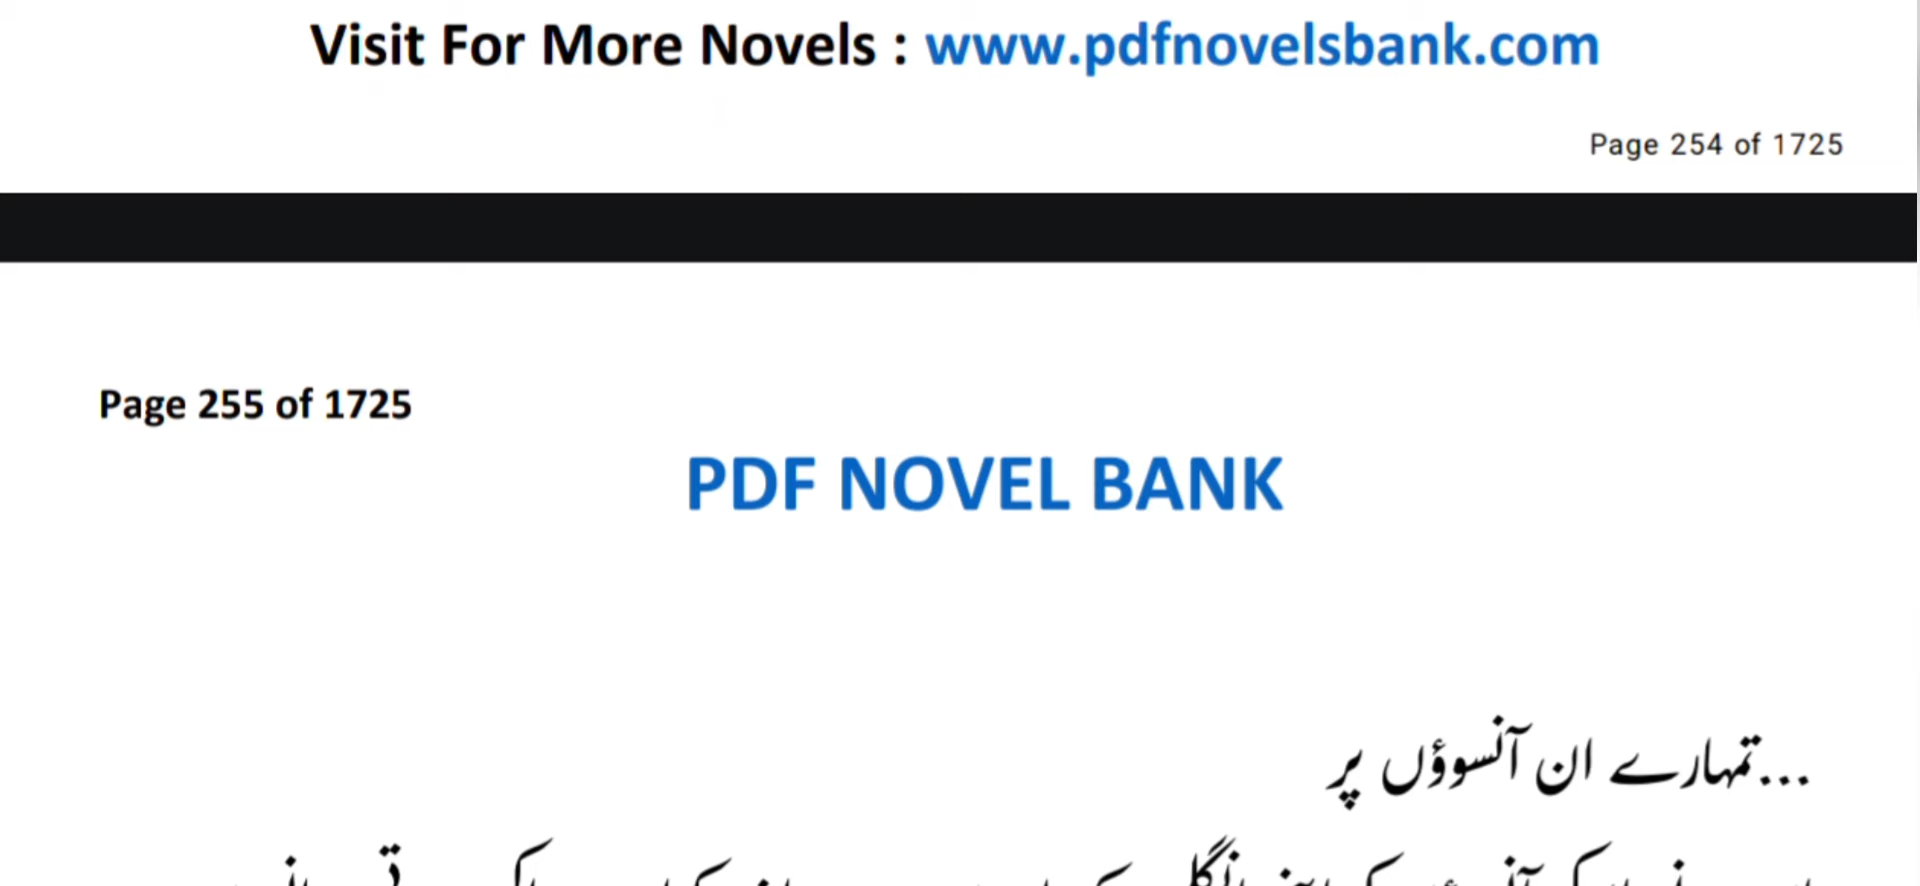 Visit For More Novels : www.pdfnovelsbank.com
Page 254 of 1725
Page 255 of 1725
PDF NOVEL BANK
...تمہارے ان آنسوؤں پر